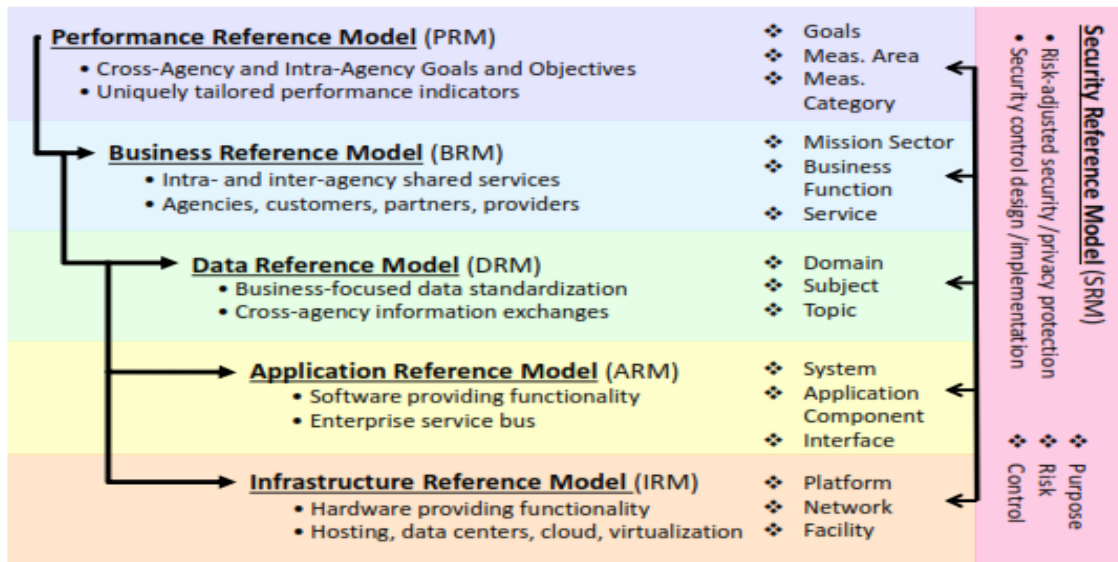 Performance Reference Model (PRM)
• Cross-Agency and Intra-Agency Goals and Objectives
• Uniquely tailored performance indicators
❖ Goals
❖ Meas. Area
❖ Meas.
Category
Business Reference Model (BRM)
• Intra- and inter-agency shared services
• Agencies, customers, partners, providers
❖ Mission Sector
❖ Business
Function
❖ Service
Data Reference Model (DRM)
• Business-focused data standardization
• Cross-agency information exchanges
❖ Domain
❖ Subject
❖ Topic
Application Reference Model (ARM)
• Software providing functionality
• Enterprise service bus
❖ System
❖ Application
Component
❖ Interface
Infrastructure Reference Model (IRM)
• Hardware providing functionality
• Hosting, data centers, cloud, virtualization
❖ Platform
❖ Network
❖ Facility
Security Reference Model (SRM)
• Risk-adjusted security/privacy protection
• Security control design/implementation
❖ Purpose
❖ Risk
❖ Control